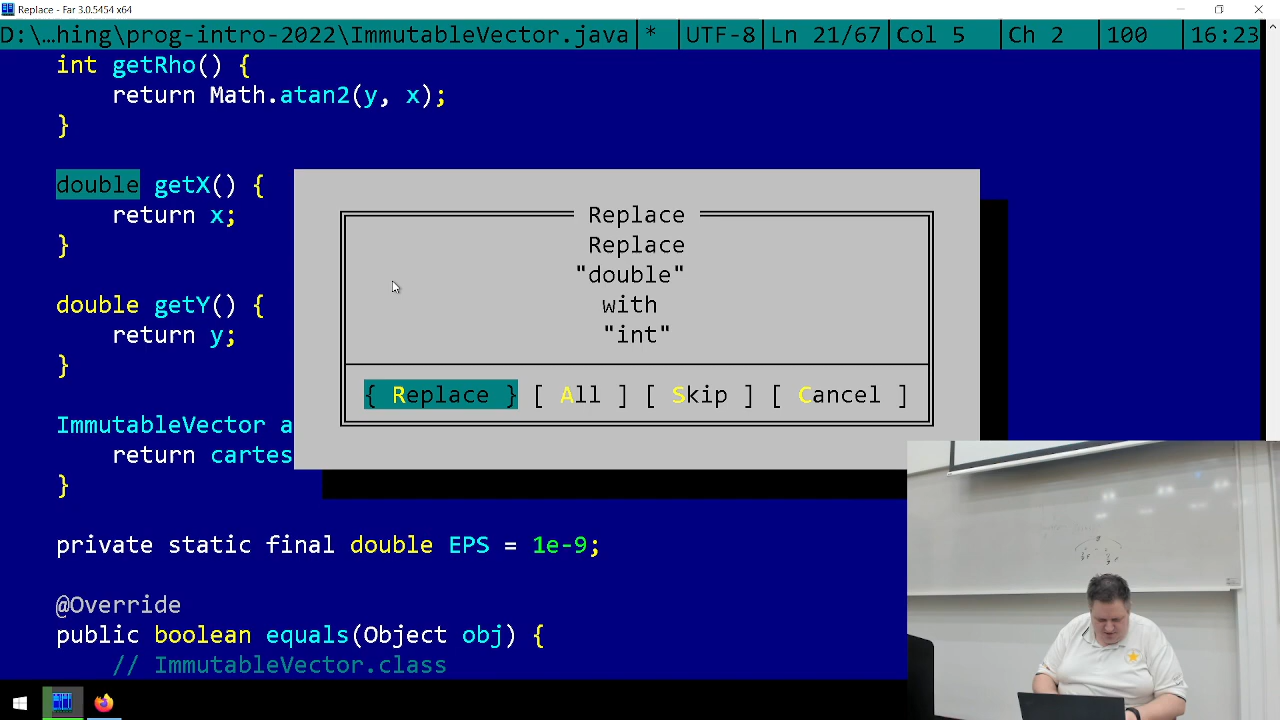 Replace - Far 3.0.5454 x64
D:\…hing\prog-intro-2022\ImmutableVector.java * UTF-8 Ln 21/67 Col 5 Ch 2 100 16:23
int getRho() {
return Math.atan2(y, x);
}
double getX() {
return x;
}
double getY() {
return y;
}
ImmutableVector a
return cartes
}
private static final double EPS = 1e-9;
@Override
public boolean equals(Object obj) {
// ImmutableVector.class
Replace
Replace
"double"
with
"int"
{ Replace } [ All ] [ Skip ] [ Cancel ]